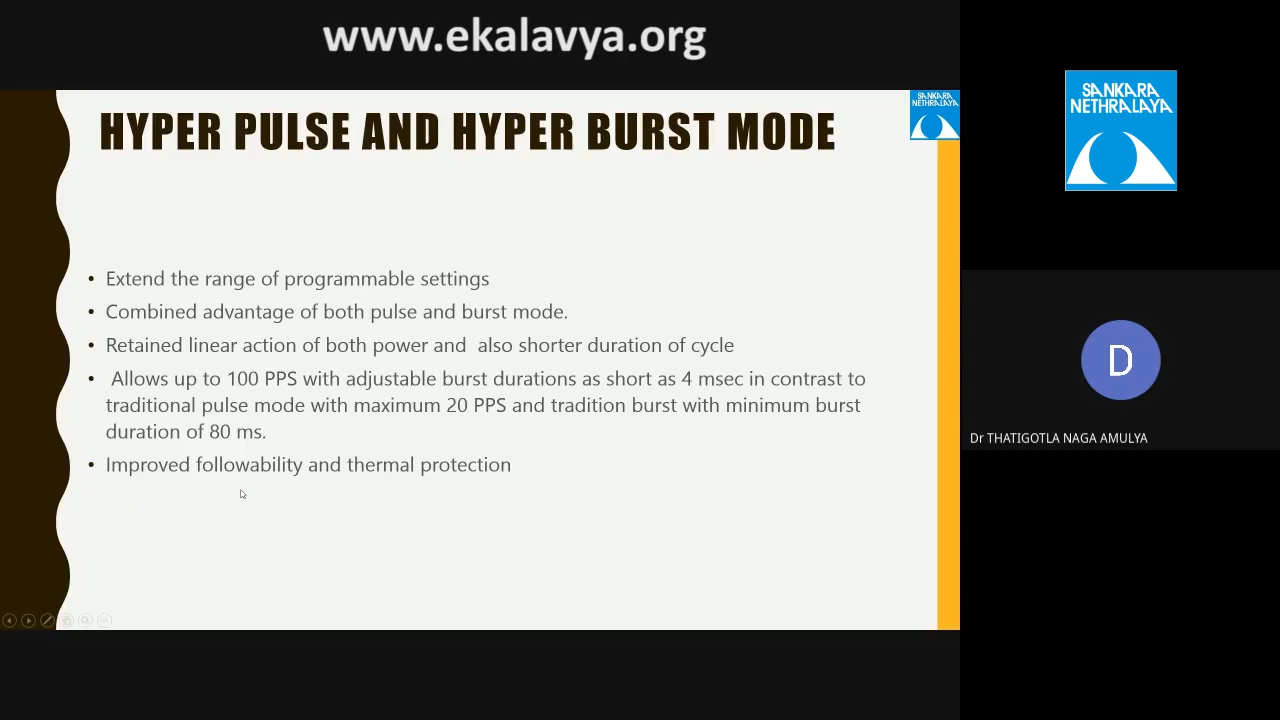 www.ekalavya.org
HYPER PULSE AND HYPER BURST MODE
SANKARA
NETHRALAYA
• Extend the range of programmable settings
• Combined advantage of both pulse and burst mode.
• Retained linear action of both power and also shorter duration of cycle
• Allows up to 100 PPS with adjustable burst durations as short as 4 msec in contrast to
traditional pulse mode with maximum 20 PPS and tradition burst with minimum burst
duration of 80 ms.
• Improved followability and thermal protection
SANKARA
NETHRALAYA
D
Dr THATIGOTLA NAGA AMULYA